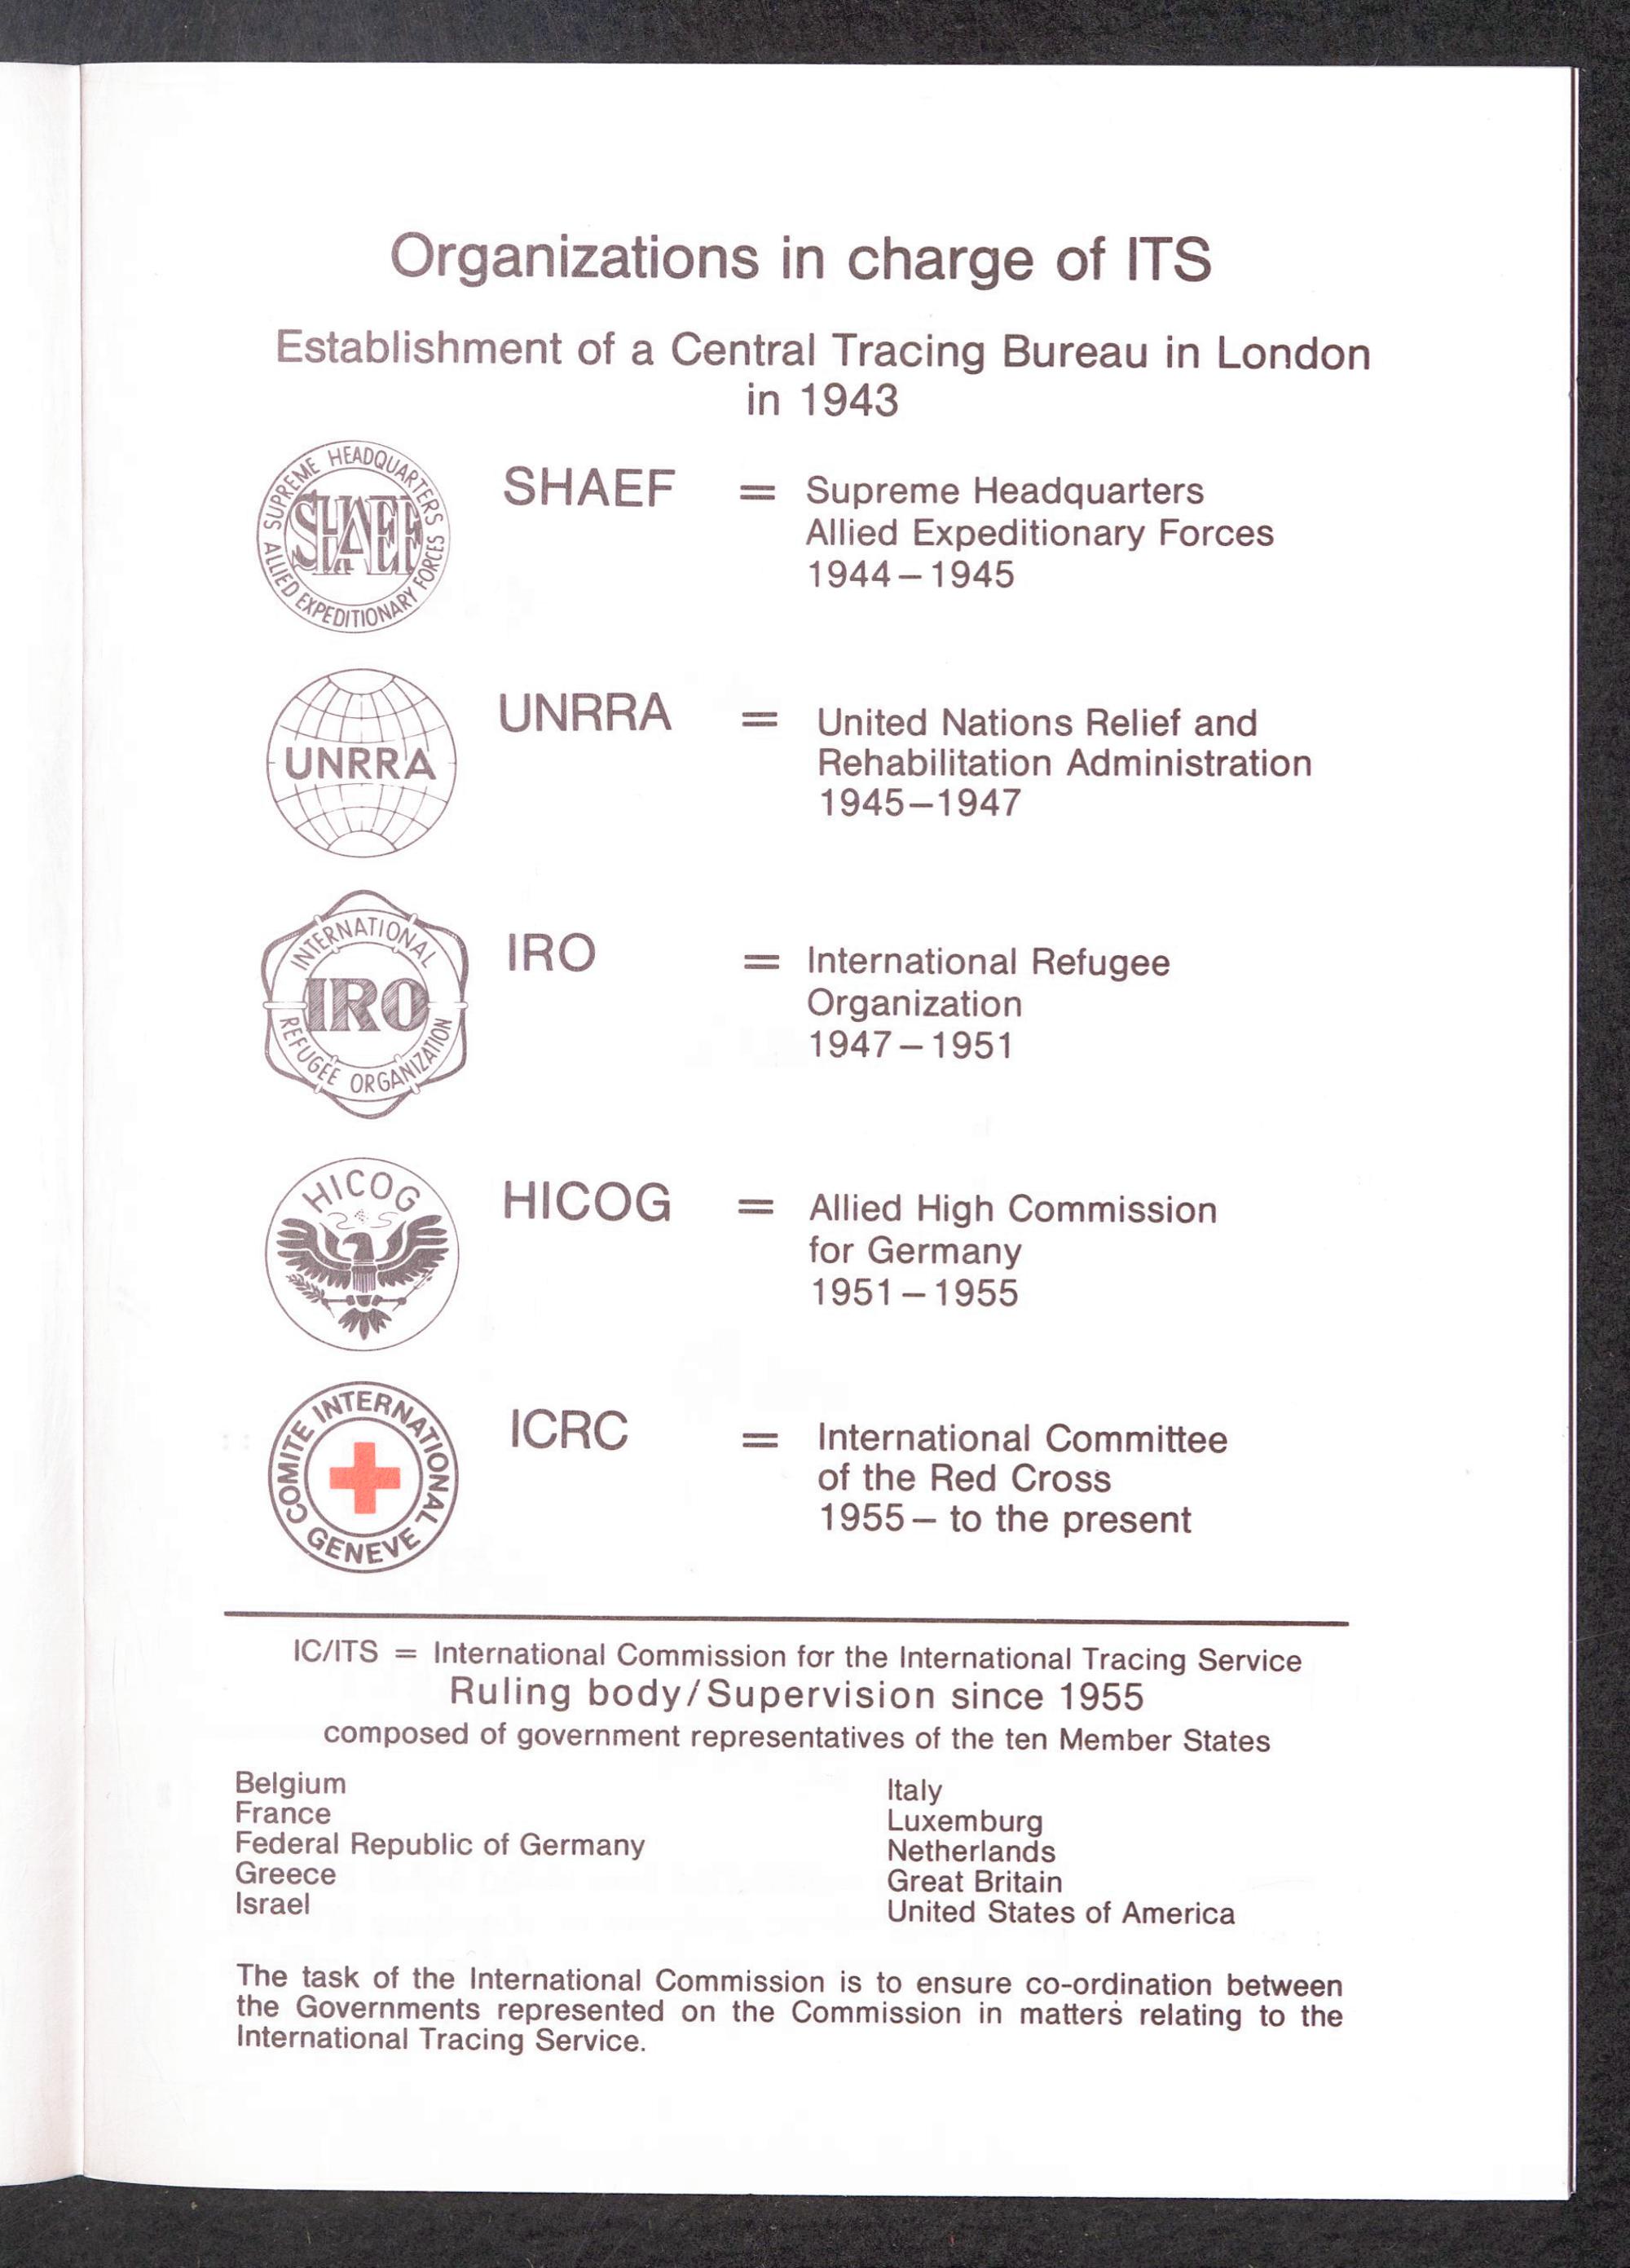 Organizations in charge of ITS
Establishment of a Central Tracing Bureau in London
in 1943
SUPREME HEADQUARTERS
ALLIED EXPEDITIONARY FORCES
SHAEF
SHAEF = Supreme Headquarters
Allied Expeditionary Forces
1944 – 1945
UNRRA
UNRRA = United Nations Relief and
Rehabilitation Administration
1945–1947
INTERNATIONAL
IRO
REFUGEE ORGANIZATION
IRO = International Refugee
Organization
1947 – 1951
HICOG
HICOG = Allied High Commission
for Germany
1951 – 1955
COMITE INTERNATIONAL
GENEVE
ICRC = International Committee
of the Red Cross
1955 – to the present
IC/ITS = International Commission for the International Tracing Service
Ruling body/Supervision since 1955
composed of government representatives of the ten Member States
Belgium
France
Federal Republic of Germany
Greece
Israel
Italy
Luxemburg
Netherlands
Great Britain
United States of America
The task of the International Commission is to ensure co-ordination between
the Governments represented on the Commission in matters relating to the
International Tracing Service.